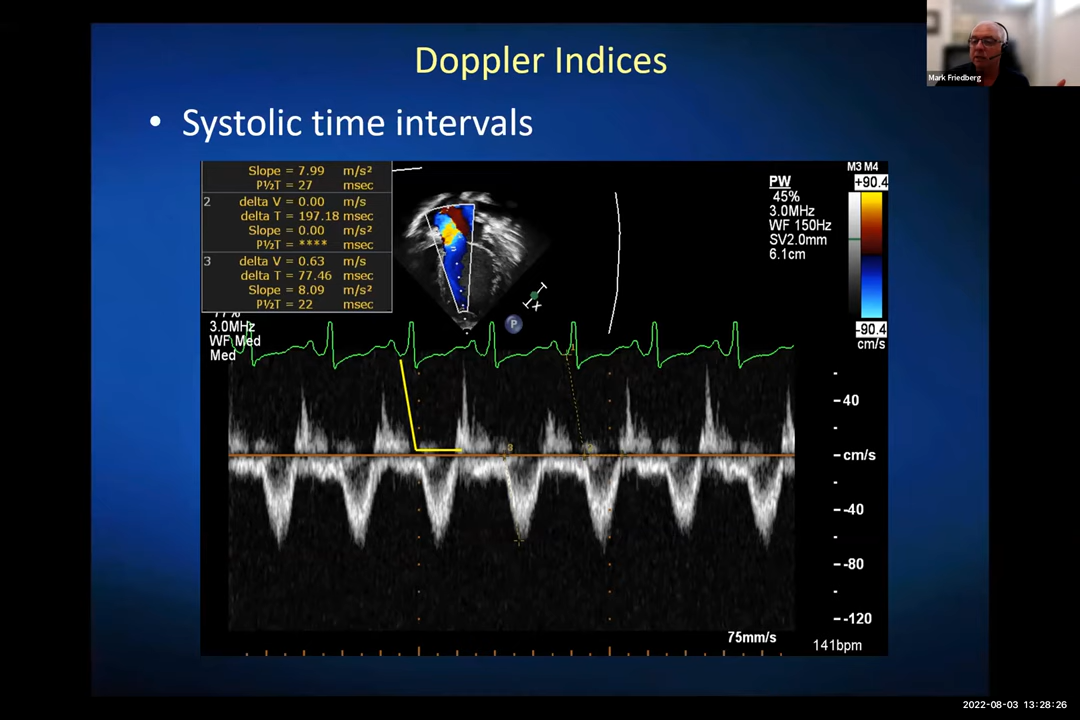 Doppler Indices
Mark Friedberg
• Systolic time intervals
Slope = 7.99 m/s²
P½T = 27 msec
2 delta V = 0.00 m/s
delta T = 197.18 msec
Slope = 0.00 m/s²
P½T = **** msec
3 delta V = 0.63 m/s
delta T = 77.46 msec
Slope = 8.09 m/s²
P½T = 22 msec
77%
3.0MHz
WF Med
Med
P
PW
45%
3.0MHz
WF 150Hz
SV2.0mm
6.1cm
M3 M4
+90.4
-90.4
cm/s
1
3
40
cm/s
-40
-80
-120
75mm/s
141bpm
2022-08-03 13:28:26